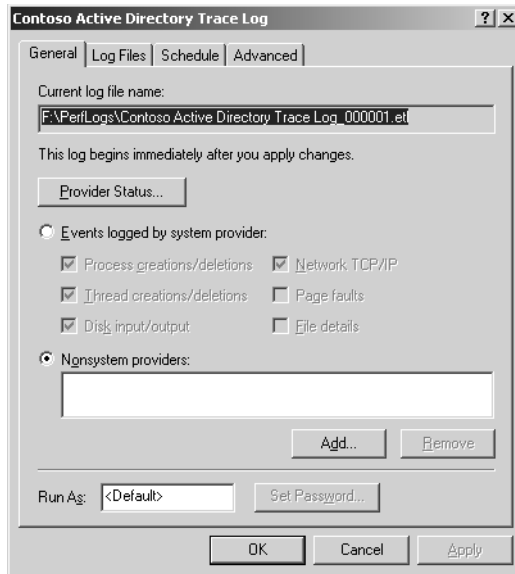 Contoso Active Directory Trace Log
General Log Files Schedule Advanced
Current log file name:
F:\PerfLogs\Contoso Active Directory Trace Log_000001.etl
This log begins immediately after you apply changes.
Provider Status...
Events logged by system provider:
Process creations/deletions Network TCP/IP
Thread creations/deletions Page faults
Disk input/output File details
Nonsystem providers:
Add... Remove
Run As: <Default> Set Password...
OK Cancel Apply